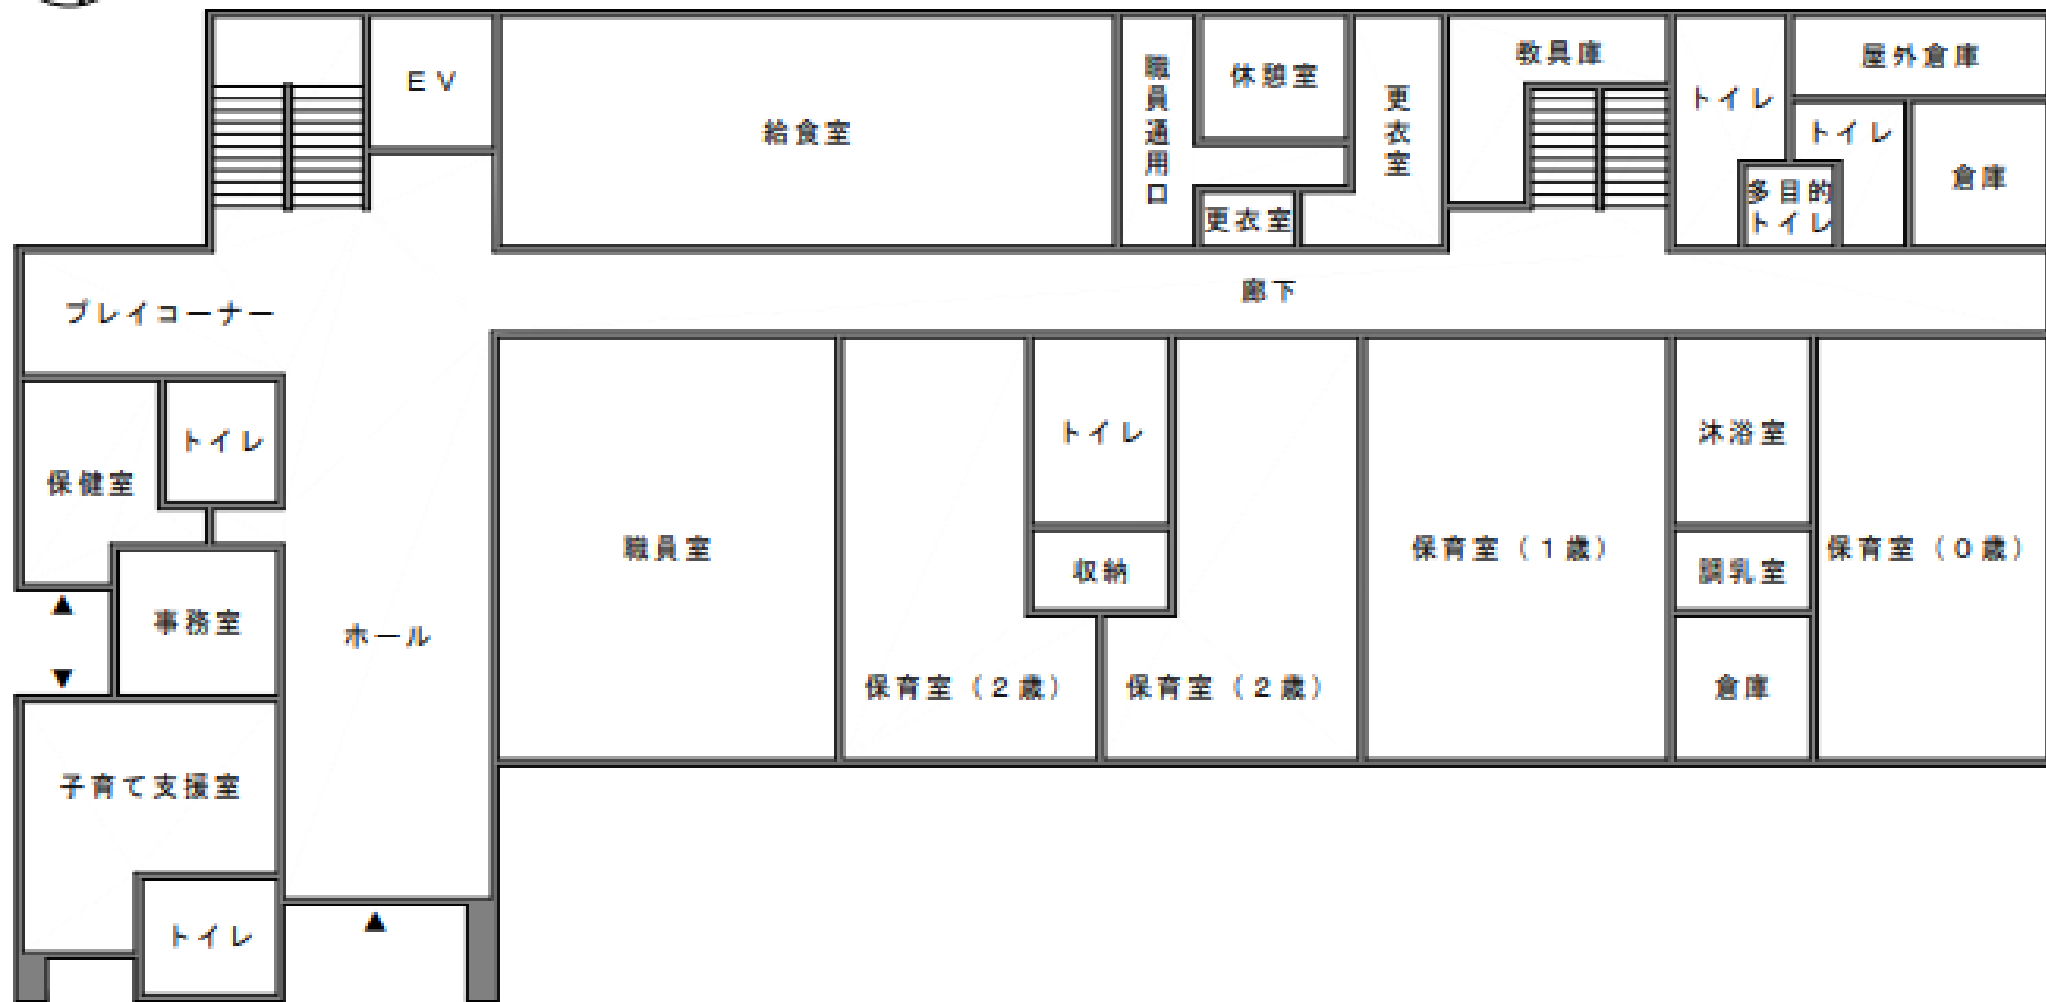 ＥＶ
給食室
職員通用口
休憩室
更衣室
更衣室
教具庫
トイレ
屋外倉庫
トイレ
倉庫
多目的
トイレ
廊下
プレイコーナー
保健室
トイレ
事務室
ホール
子育て支援室
トイレ
職員室
保育室（２歳）
トイレ
収納
保育室（２歳）
保育室（１歳）
沐浴室
調乳室
倉庫
保育室（０歳）